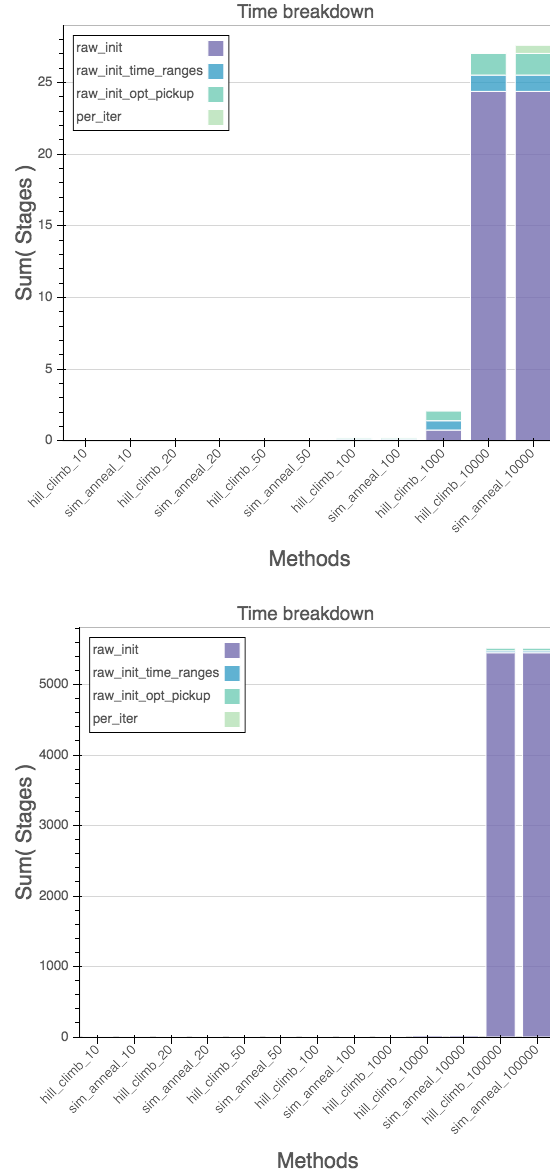 Time breakdown
raw_init
raw_init_time_ranges
raw_init_opt_pickup
per_iter
Sum( Stages )
25
20
15
10
5
0
hill_climb_10
sim_anneal_10
hill_climb_20
sim_anneal_20
hill_climb_50
sim_anneal_50
hill_climb_100
sim_anneal_100
hill_climb_1000
hill_climb_10000
sim_anneal_10000
Methods
Time breakdown
raw_init
raw_init_time_ranges
raw_init_opt_pickup
per_iter
Sum( Stages )
5000
4000
3000
2000
1000
0
hill_climb_10
sim_anneal_10
hill_climb_20
sim_anneal_20
hill_climb_50
sim_anneal_50
hill_climb_100
sim_anneal_100
hill_climb_1000
hill_climb_10000
sim_anneal_10000
hill_climb_100000
sim_anneal_100000
Methods